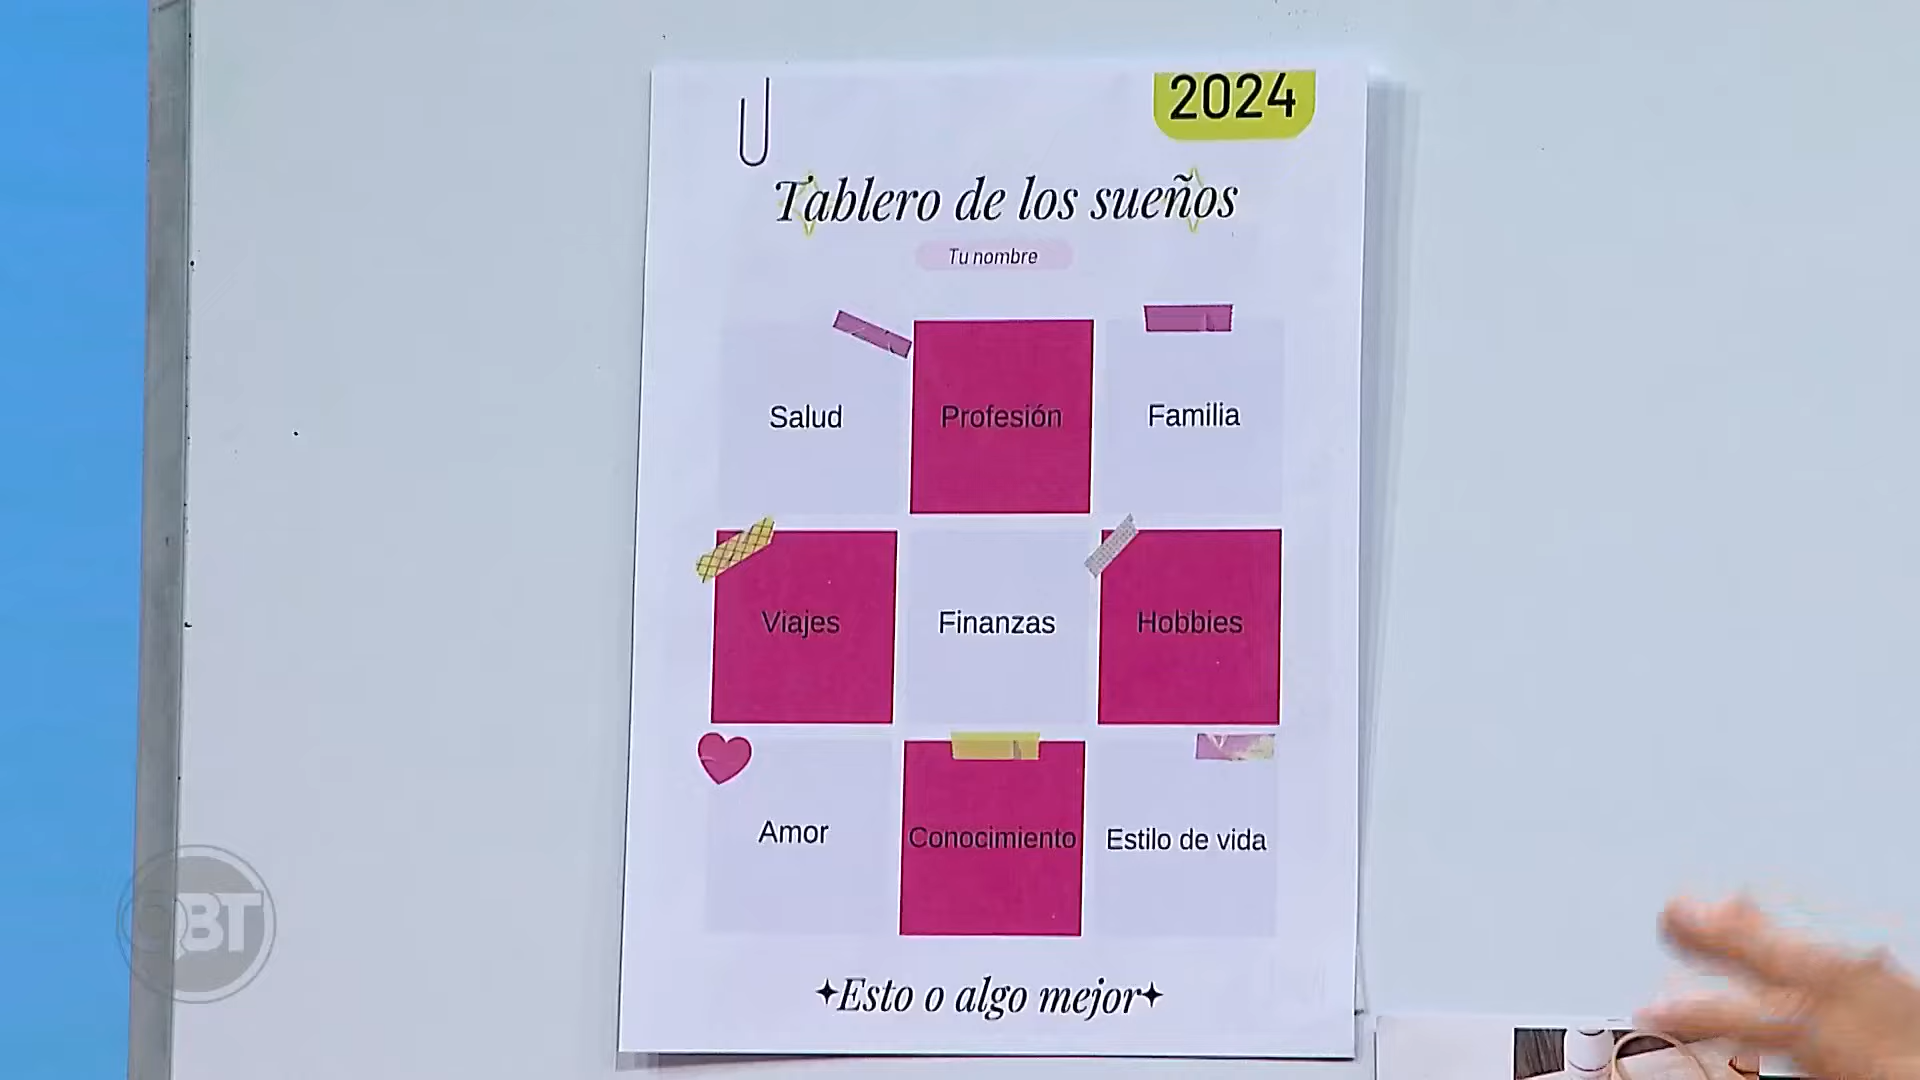 2024
Tablero de los sueños
Tu nombre
Salud
Profesión
Familia
Viajes
Finanzas
Hobbies
Amor
Conocimiento
Estilo de vida
Esto o algo mejor
QBT